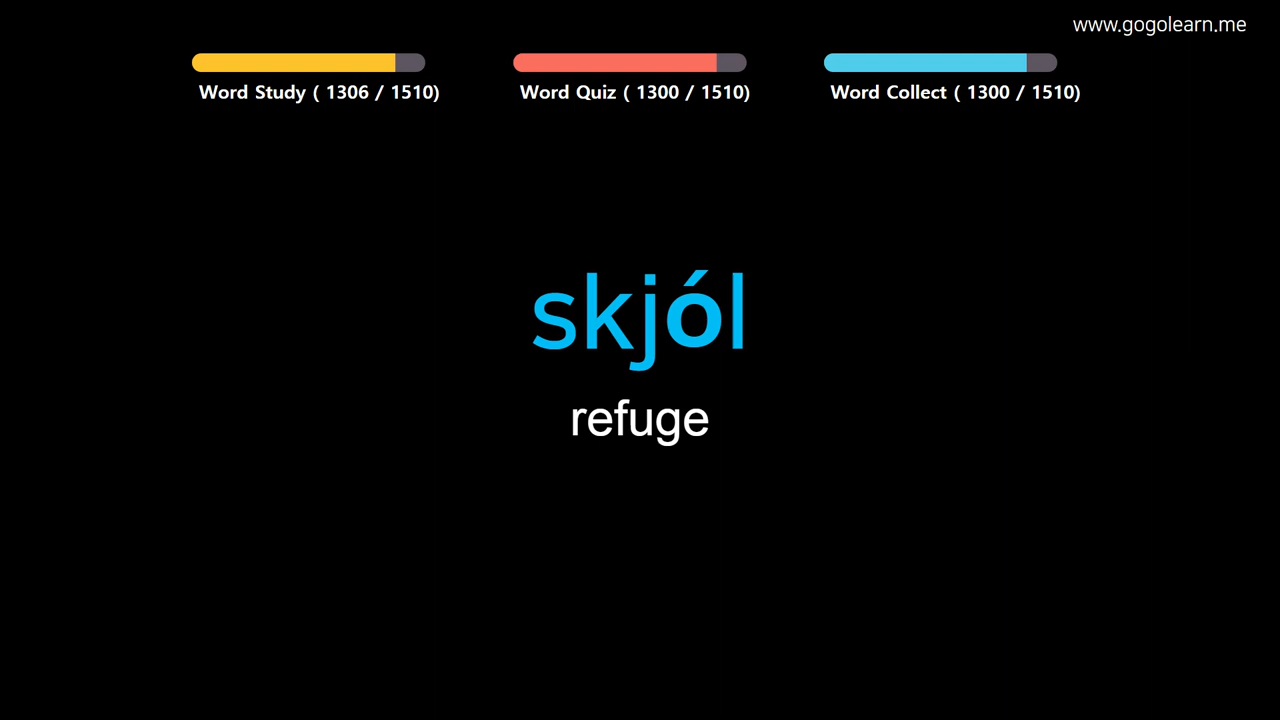 www.gogolearn.me
Word Study ( 1306 / 1510)
Word Quiz ( 1300 / 1510)
Word Collect ( 1300 / 1510)
skjól
refuge